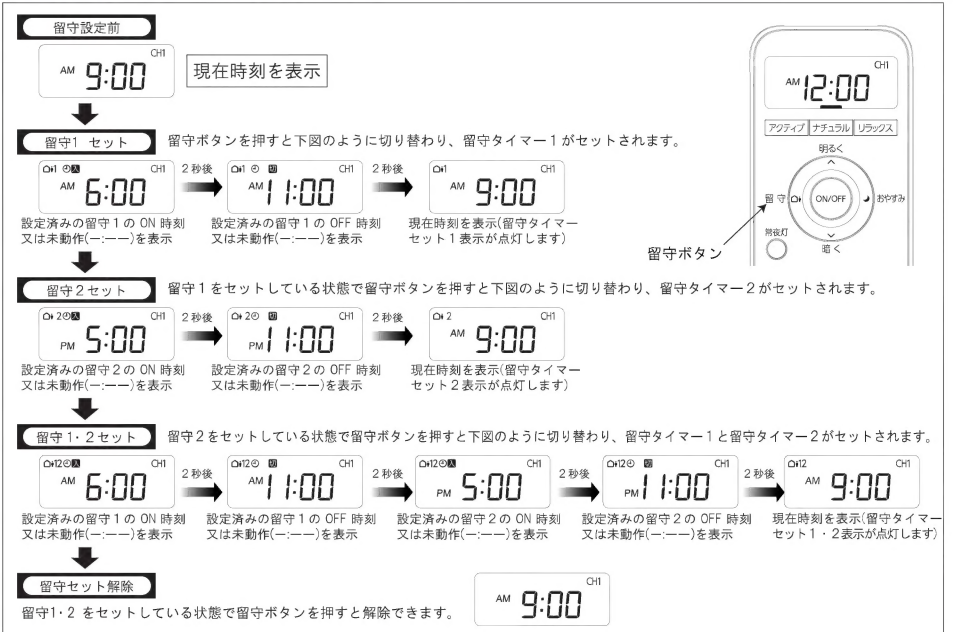 留守設定前
CH1
AM 9:00
現在時刻を表示
CH1
AM 12:00
アクティブ ナチュラル リラックス
明るく
留守 ON/OFF おやすみ
常夜灯
暗く
留守ボタン
留守1 セット
留守ボタンを押すと下図のように切り替わり、留守タイマー1がセットされます。
1 入 CH1
AM 6:00
2秒後
1 切 CH1
AM 11:00
2秒後
1 CH1
AM 9:00
設定済みの留守1の ON 時刻
又は未動作(−:−−)を表示
設定済みの留守1の OFF 時刻
又は未動作(−:−−)を表示
現在時刻を表示(留守タイマー
セット1表示が点灯します)
留守2セット
留守1をセットしている状態で留守ボタンを押すと下図のように切り替わり、留守タイマー2がセットされます。
2 入 CH1
PM 5:00
2秒後
2 切 CH1
PM 11:00
2秒後
2 CH1
AM 9:00
設定済みの留守2の ON 時刻
又は未動作(−:−−)を表示
設定済みの留守2の OFF 時刻
又は未動作(−:−−)を表示
現在時刻を表示(留守タイマー
セット2表示が点灯します)
留守1・2セット
留守2をセットしている状態で留守ボタンを押すと下図のように切り替わり、留守タイマー1と留守タイマー2がセットされます。
12 入 CH1
AM 6:00
2秒後
12 切 CH1
AM 11:00
2秒後
12 入 CH1
PM 5:00
2秒後
12 切 CH1
PM 11:00
2秒後
12 CH1
AM 9:00
設定済みの留守1の ON 時刻
又は未動作(−:−−)を表示
設定済みの留守1の OFF 時刻
又は未動作(−:−−)を表示
設定済みの留守2の ON 時刻
又は未動作(−:−−)を表示
設定済みの留守2の OFF 時刻
又は未動作(−:−−)を表示
現在時刻を表示(留守タイマー
セット1・2表示が点灯します)
留守セット解除
留守1・2 をセットしている状態で留守ボタンを押すと解除できます。
CH1
AM 9:00